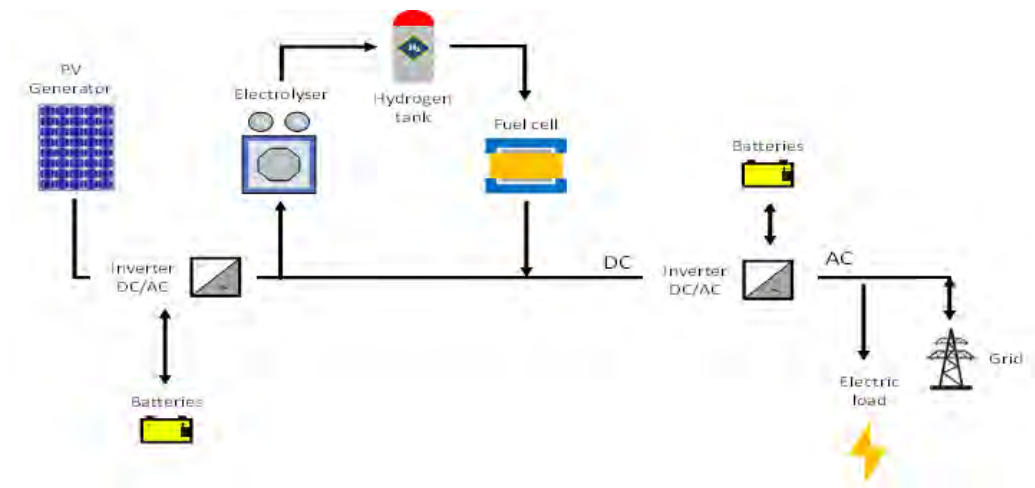 PV
Generator
Electrolyser
H₂
Hydrogen
tank
Fuel cell
Batteries
Inverter
DC/AC
DC
Inverter
DC/AC
AC
Batteries
Grid
Electric
load